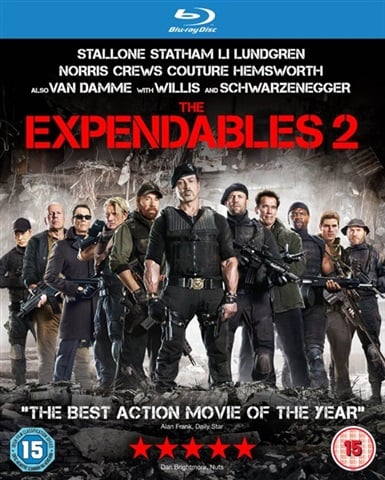 Blu-ray Disc
STALLONE STATHAM LI LUNDGREN
NORRIS CREWS COUTURE HEMSWORTH
ALSO VAN DAMME WITH WILLIS AND SCHWARZENEGGER
THE
EXPENDABLES 2
"THE BEST ACTION MOVIE OF THE YEAR"
Alan Frank, Daily Star
15
15
Dan Brightmore, Nuts